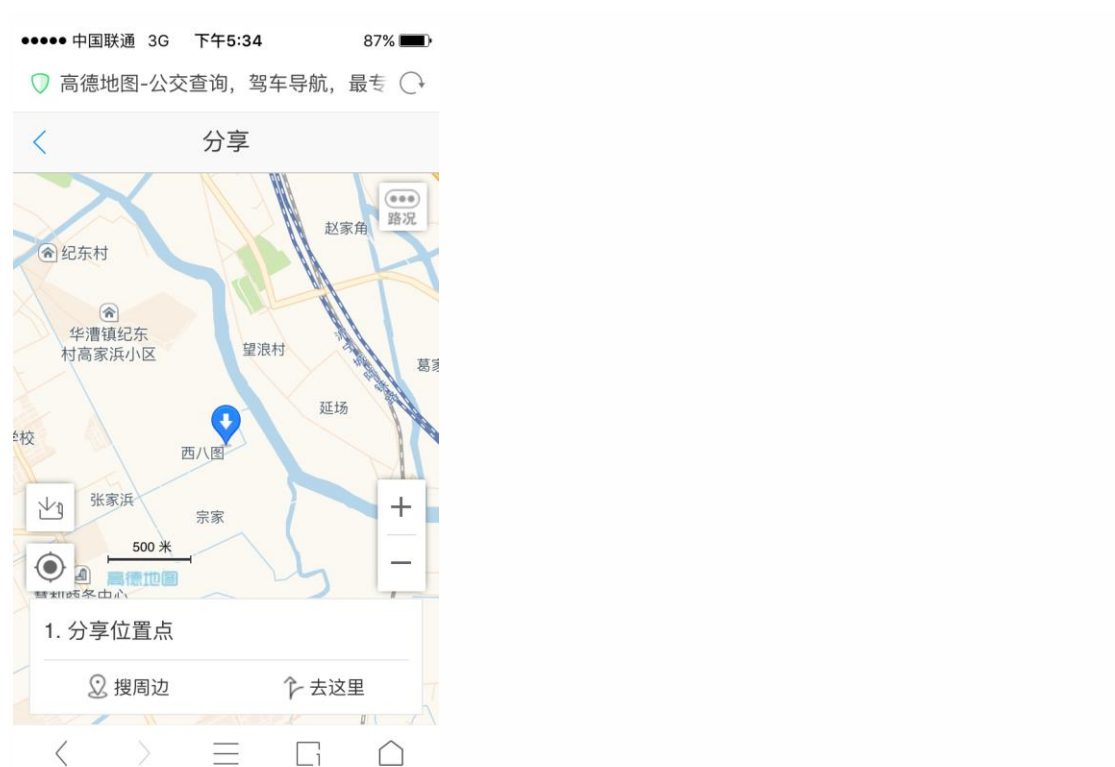 中国联通 3G 下午5:34 87%
高德地图-公交查询，驾车导航，最专
分享
路况
赵家角
纪东村
华漕镇纪东
村高家浜小区
望浪村
延场
西八图
张家浜
宗家
500 米
高德地图
1. 分享位置点
搜周边
去这里
1